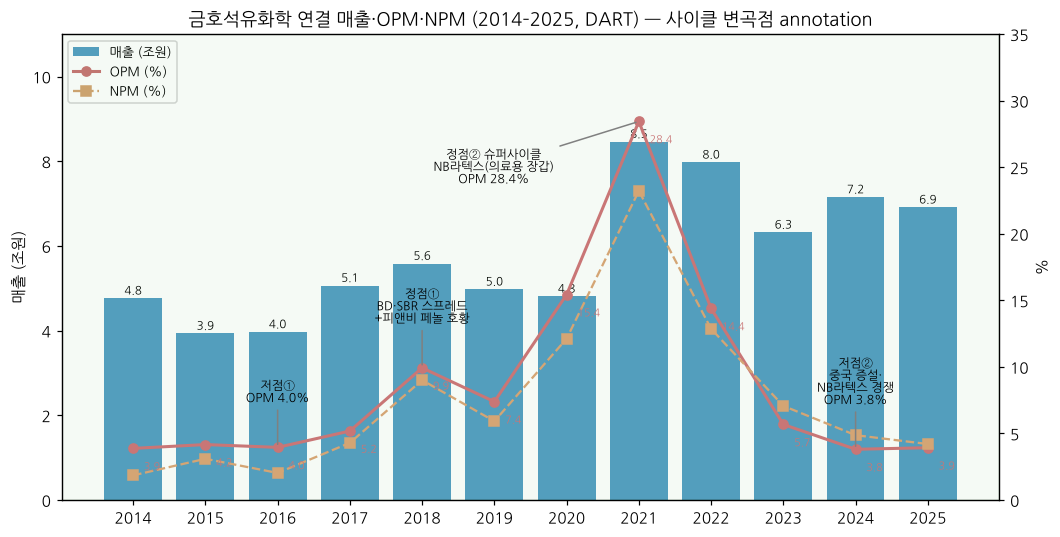 금호석유화학 연결 매출·OPM·NPM (2014-2025, DART) — 사이클 변곡점 annotation
매출 (조원)
OPM (%)
NPM (%)
매출 (조원)
%
10
8
6
4
2
0
35
30
25
20
15
10
5
0
4.8
3.9
4.0
5.1
5.6
5.0
4.8
8.5
8.0
6.3
7.2
6.9
28.4
저점①
OPM 4.0%
정점①
BD·SBR 스프레드
+피앤비 페놀 호황
정점② 슈퍼사이클
NB라텍스(의료용 장갑)
OPM 28.4%
저점②
중국 증설·
NB라텍스 경쟁
OPM 3.8%
2014
2015
2016
2017
2018
2019
2020
2021
2022
2023
2024
2025